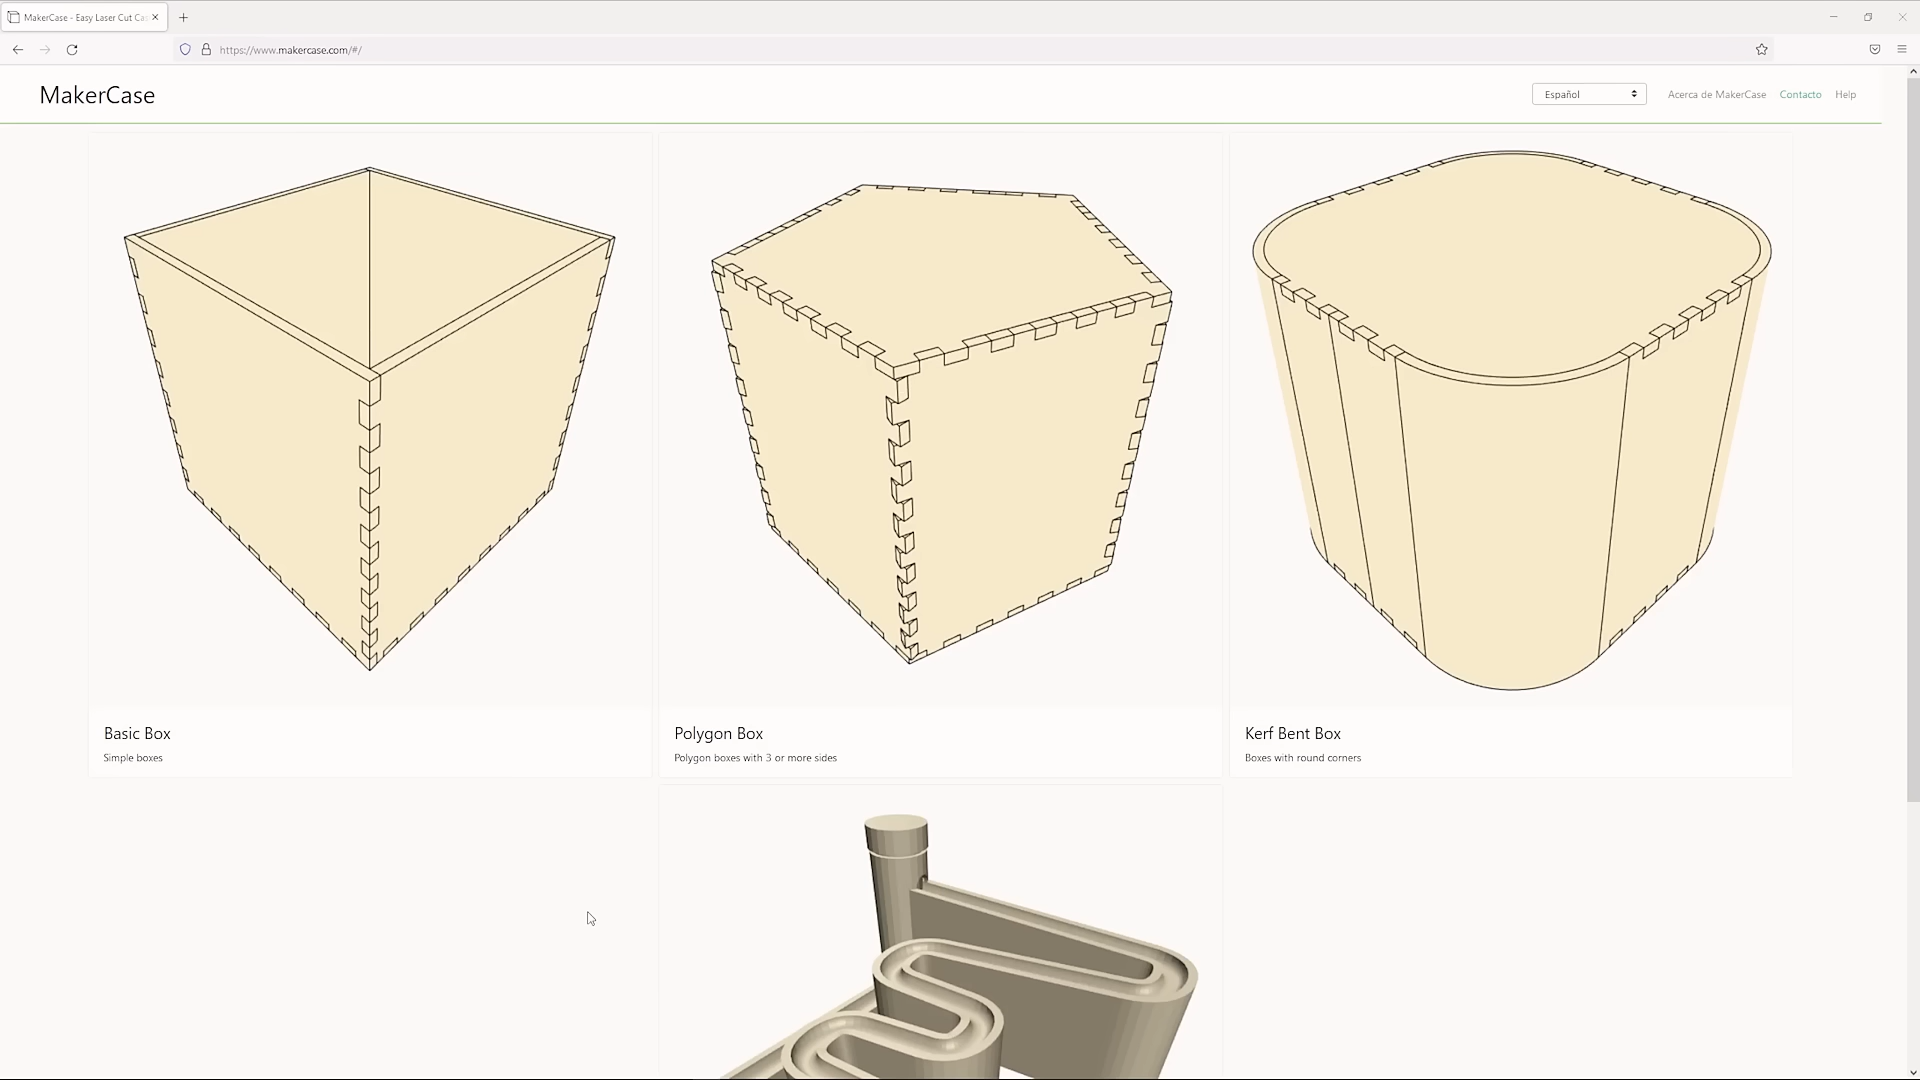 MakerCase - Easy Laser Cut Ca
https://www.makercase.com/#/
MakerCase
Español
Acerca de MakerCase
Contacto
Help
Basic Box
Simple boxes
Polygon Box
Polygon boxes with 3 or more sides
Kerf Bent Box
Boxes with round corners